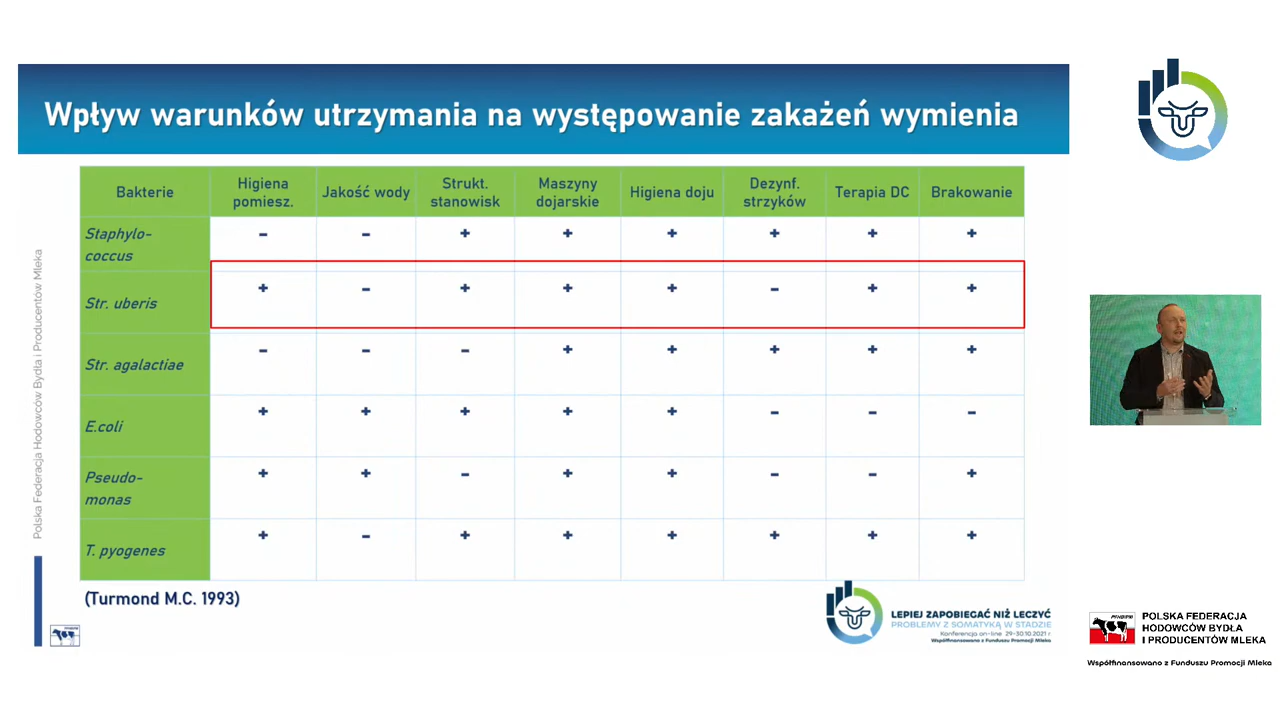 Wpływ warunków utrzymania na występowanie zakażeń wymienia
Bakterie Higiena pomiesz. Jakość wody Strukt. stanowisk Maszyny dojarskie Higiena doju Dezynf. strzyków Terapia DC Brakowanie
Staphylo-coccus - - + + + + + +
Str. uberis + - + + + - + +
Str. agalactiae - - - + + + + +
E.coli + + + + + - - -
Pseudo-monas + + - + + - - +
T. pyogenes + - + + + + + +
(Turmond M.C. 1993)
Polska Federacja Hodowców Bydła i Producentów Mleka
LEPIEJ ZAPOBIEGAĆ NIŻ LECZYĆ
PROBLEMY Z SOMATYKĄ W STADZIE
Konferencja on-line 29-30.10.2021 r
Współfinansowano z Funduszu Promocji Mleka
POLSKA FEDERACJA
HODOWCÓW BYDŁA
I PRODUCENTÓW MLEKA
Współfinansowano z Funduszu Promocji Mleka